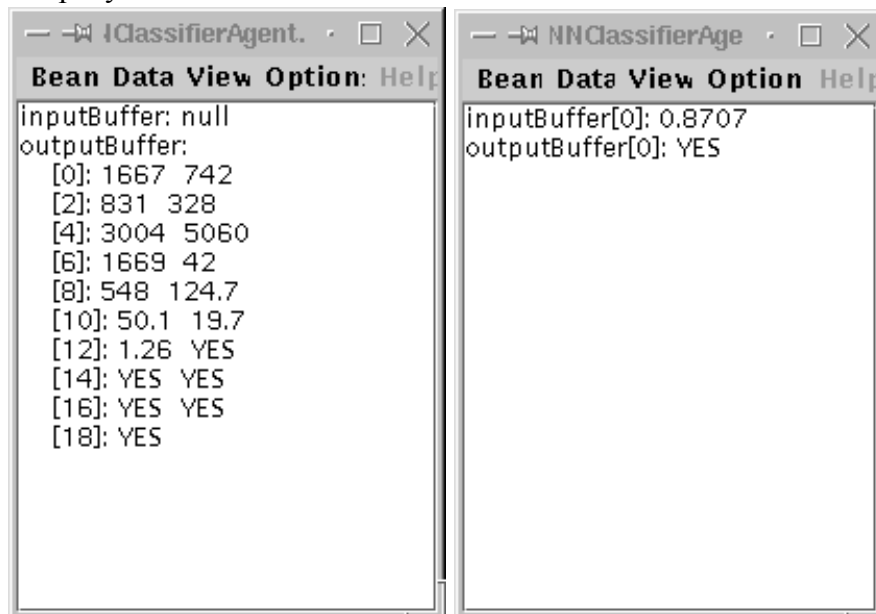 IClassifierAgent.
Bean Data View Option: Help
inputBuffer: null
outputBuffer:
[0]: 1667 742
[2]: 831 328
[4]: 3004 5060
[6]: 1669 42
[8]: 548 124.7
[10]: 50.1 19.7
[12]: 1.26 YES
[14]: YES YES
[16]: YES YES
[18]: YES
NNClassifierAge
Bean Data View Option Help
inputBuffer[0]: 0.8707
outputBuffer[0]: YES